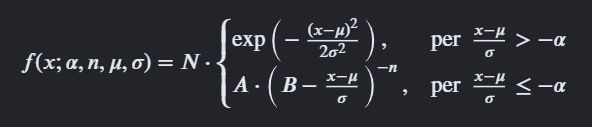 f(x; α, n, μ, σ) = N · { exp(− (x−μ)² / 2σ²), per (x−μ)/σ > −α
A · (B − (x−μ)/σ)⁻ⁿ, per (x−μ)/σ ≤ −α